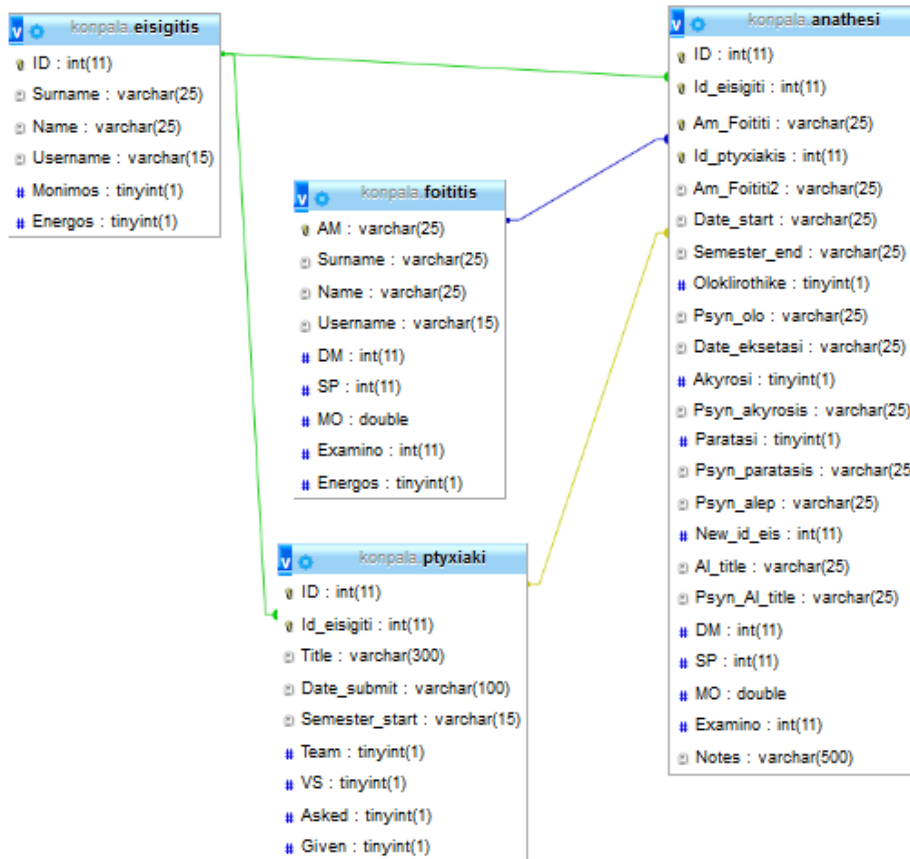 konpala.eisigitis
ID : int(11)
Surname : varchar(25)
Name : varchar(25)
Username : varchar(15)
# Monimos : tinyint(1)
# Energos : tinyint(1)
konpala.foititis
AM : varchar(25)
Surname : varchar(25)
Name : varchar(25)
Username : varchar(15)
# DM : int(11)
# SP : int(11)
# MO : double
# Examino : int(11)
# Energos : tinyint(1)
konpala.ptyxiaki
ID : int(11)
Id_eisigiti : int(11)
Title : varchar(300)
Date_submit : varchar(100)
Semester_start : varchar(15)
# Team : tinyint(1)
# VS : tinyint(1)
# Asked : tinyint(1)
# Given : tinyint(1)
konpala.anathesi
ID : int(11)
Id_eisigiti : int(11)
Am_Foititi : varchar(25)
Id_ptyxiakis : int(11)
Am_Foititi2 : varchar(25)
Date_start : varchar(25)
Semester_end : varchar(25)
# Oloklirothike : tinyint(1)
Psyn_olo : varchar(25)
Date_eksetasi : varchar(25)
# Akyrosi : tinyint(1)
Psyn_akyrosis : varchar(25)
# Paratasi : tinyint(1)
Psyn_paratasis : varchar(25
Psyn_alep : varchar(25)
# New_id_eis : int(11)
Al_title : varchar(25)
Psyn_Al_title : varchar(25)
# DM : int(11)
# SP : int(11)
# MO : double
# Examino : int(11)
Notes : varchar(500)